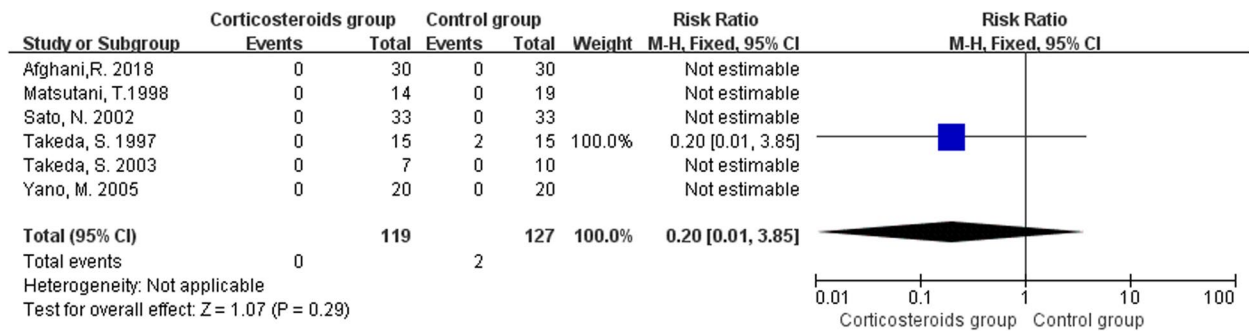 Corticosteroids group Control group Risk Ratio Risk Ratio
Study or Subgroup Events Total Events Total Weight M-H, Fixed, 95% CI M-H, Fixed, 95% CI
Afghani,R. 2018 0 30 0 30 Not estimable
Matsutani, T.1998 0 14 0 19 Not estimable
Sato, N. 2002 0 33 0 33 Not estimable
Takeda, S. 1997 0 15 2 15 100.0% 0.20 [0.01, 3.85]
Takeda, S. 2003 0 7 0 10 Not estimable
Yano, M. 2005 0 20 0 20 Not estimable
Total (95% CI) 119 127 100.0% 0.20 [0.01, 3.85]
Total events 0 2
Heterogeneity: Not applicable
Test for overall effect: Z = 1.07 (P = 0.29)
0.01 0.1 1 10 100
Corticosteroids group Control group